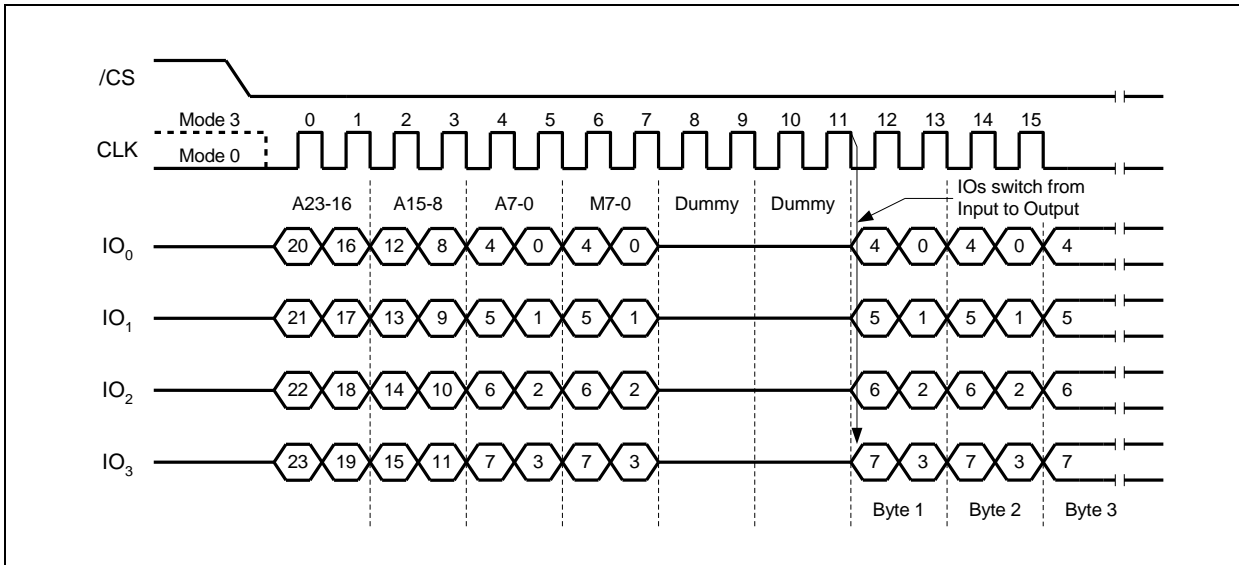 /CS
Mode 3 0 1 2 3 4 5 6 7 8 9 10 11 12 13 14 15
CLK
Mode 0
IOs switch from
Input to Output
A23-16 A15-8 A7-0 M7-0 Dummy Dummy
IO0 20 16 12 8 4 0 4 0 4 0 4 0 4
IO1 21 17 13 9 5 1 5 1 5 1 5 1 5
IO2 22 18 14 10 6 2 6 2 6 2 6 2 6
IO3 23 19 15 11 7 3 7 3 7 3 7 3 7
Byte 1 Byte 2 Byte 3